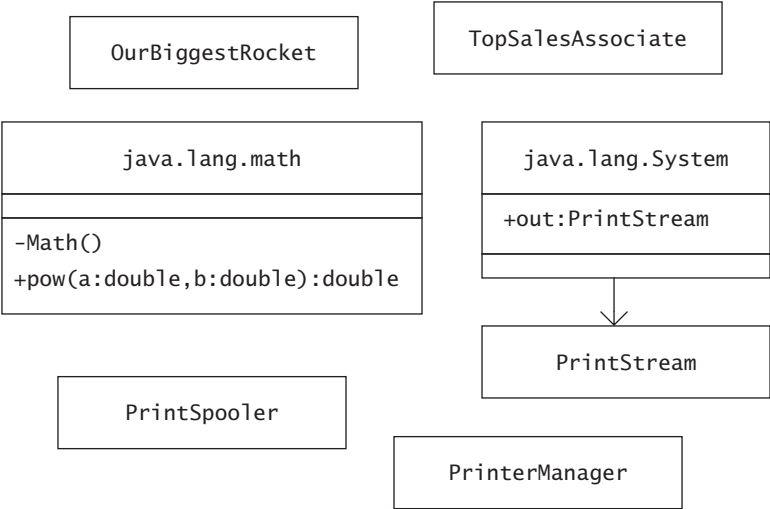 OurBiggestRocket
TopSalesAssociate
java.lang.math
-Math()
+pow(a:double,b:double):double
java.lang.System
+out:PrintStream
PrintStream
PrintSpooler
PrinterManager